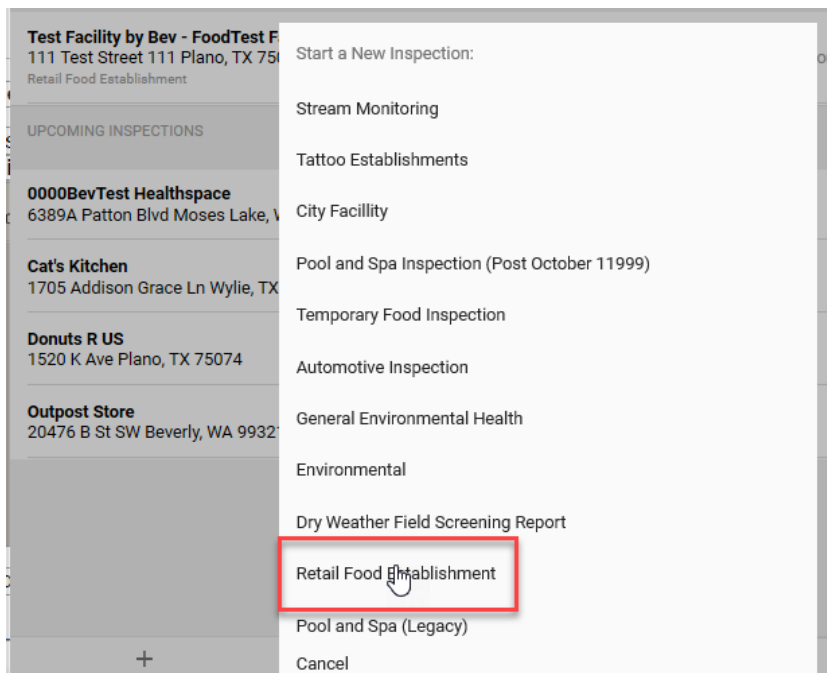 Test Facility by Bev - FoodTest F
111 Test Street 111 Plano, TX 750
Retail Food Establishment
UPCOMING INSPECTIONS
0000BevTest Healthspace
6389A Patton Blvd Moses Lake,
Cat's Kitchen
1705 Addison Grace Ln Wylie, TX
Donuts R US
1520 K Ave Plano, TX 75074
Outpost Store
20476 B St SW Beverly, WA 9932
+
Start a New Inspection:
Stream Monitoring
Tattoo Establishments
City Facillity
Pool and Spa Inspection (Post October 11999)
Temporary Food Inspection
Automotive Inspection
General Environmental Health
Environmental
Dry Weather Field Screening Report
Retail Food Establishment
Pool and Spa (Legacy)
Cancel